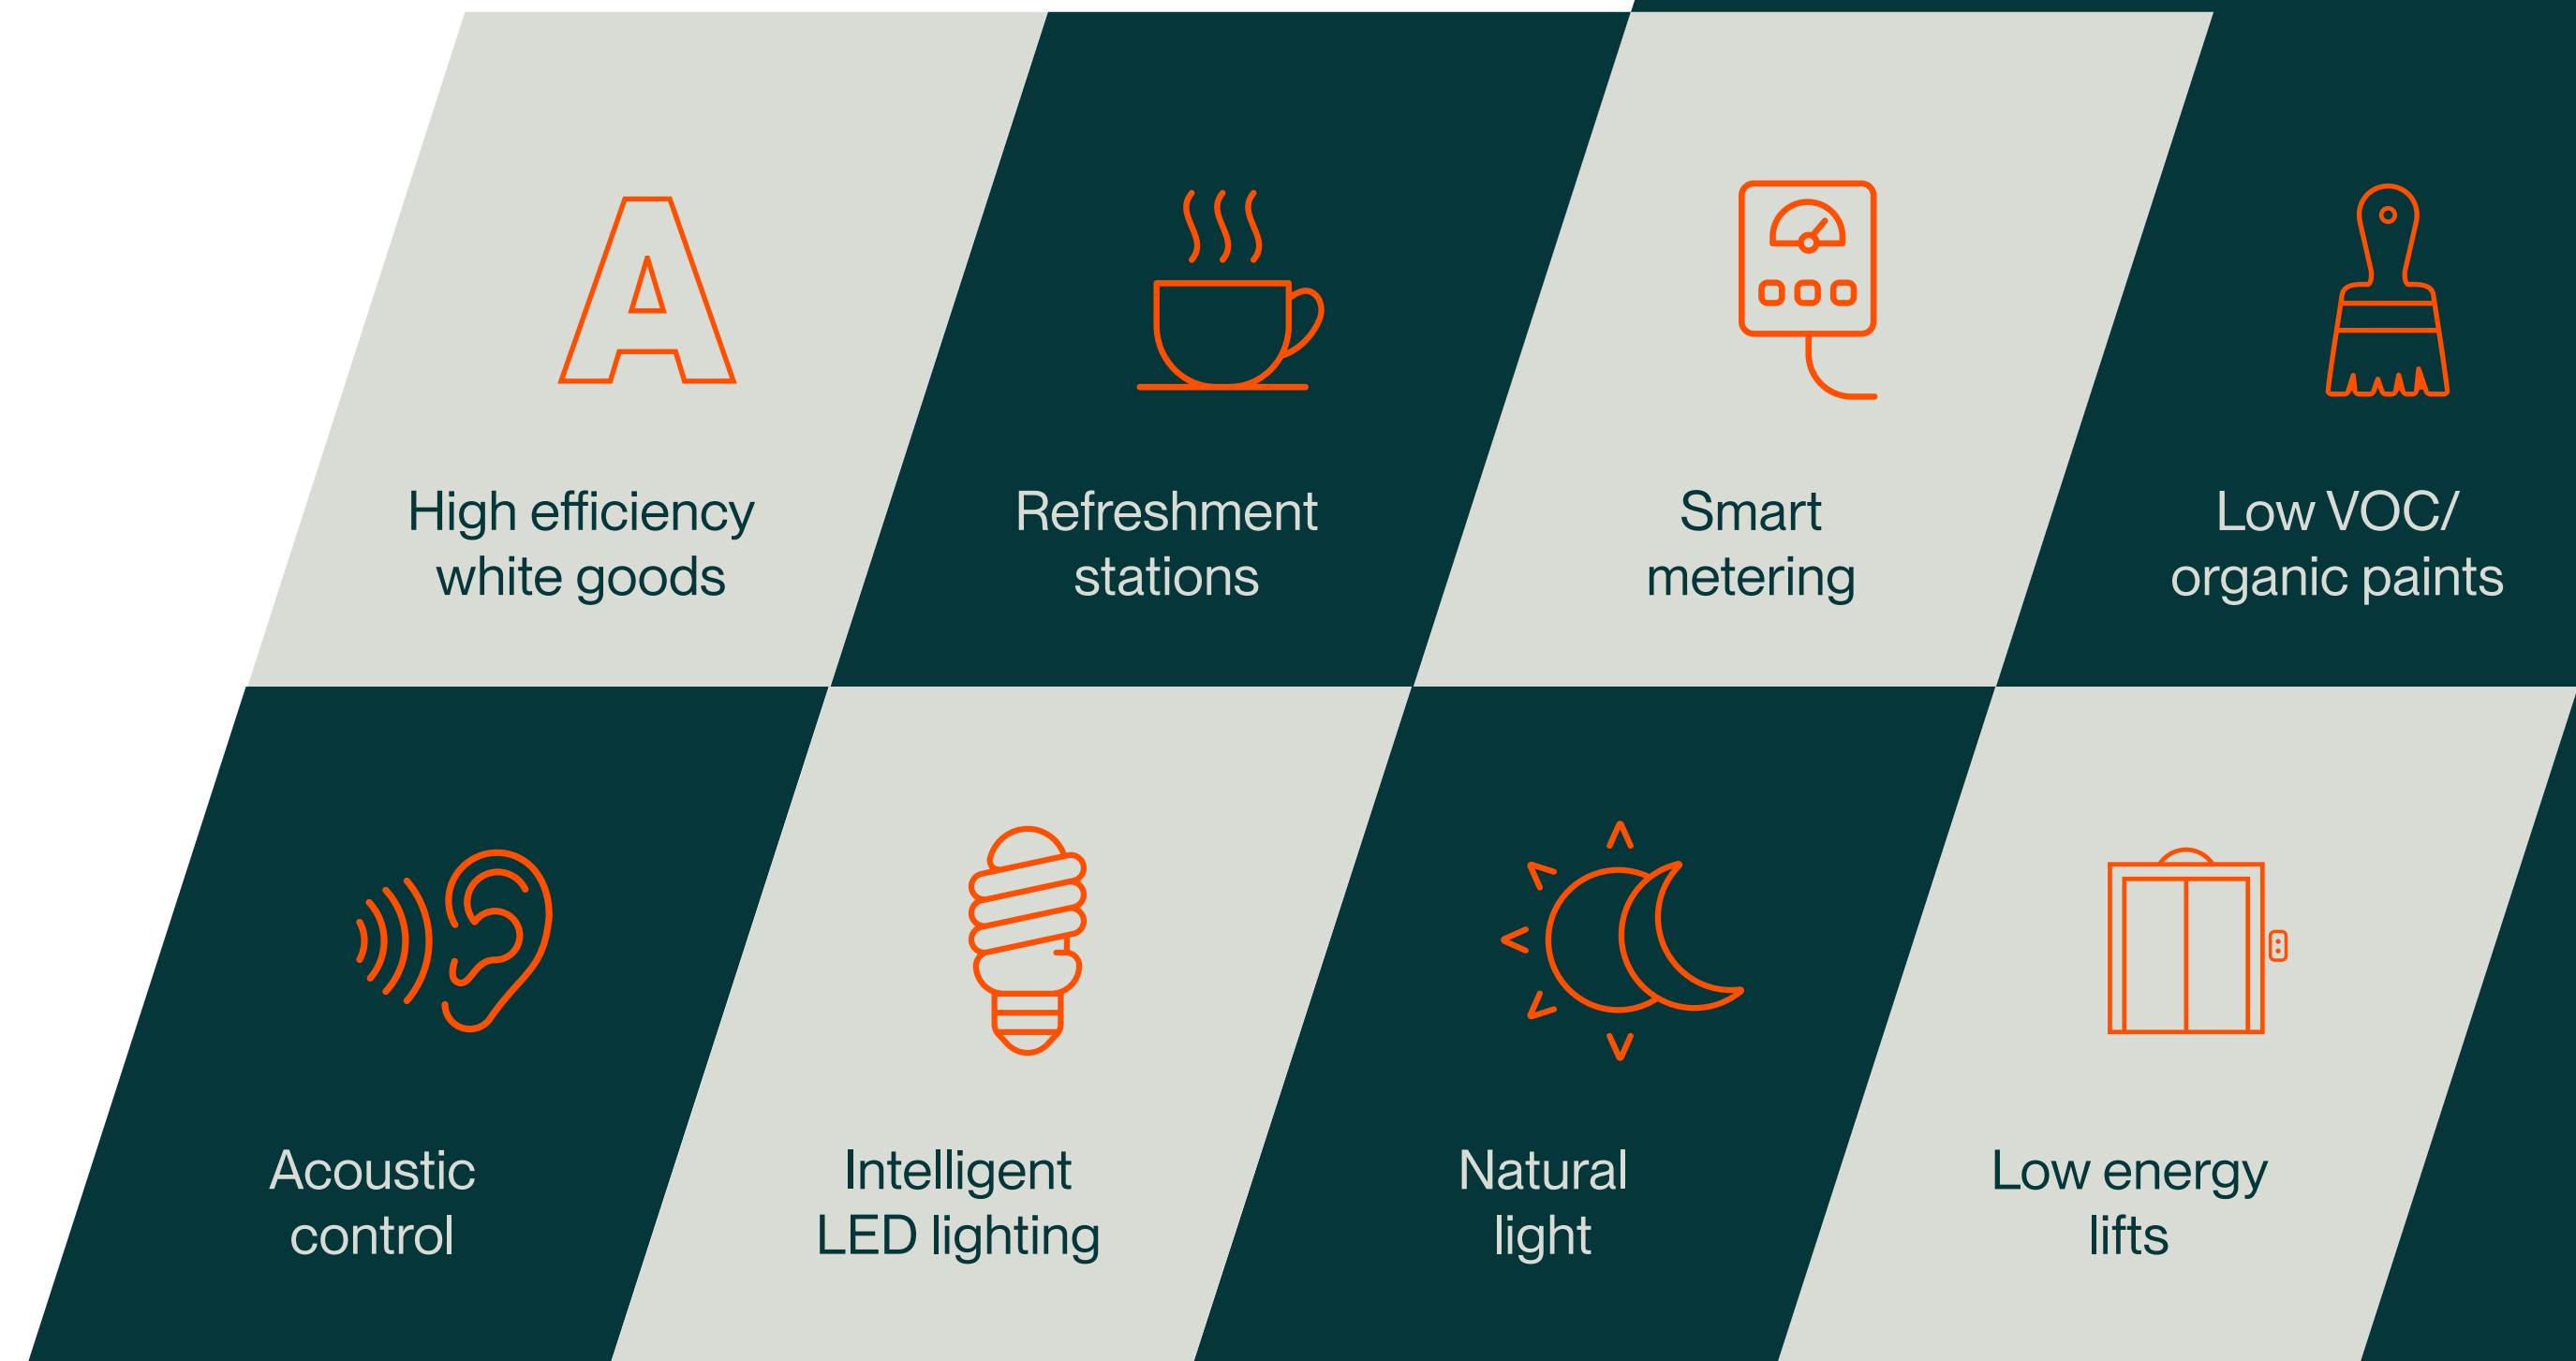 A
High efficiency
white goods
Refreshment
stations
Smart
metering
Low VOC/
organic paints
Acoustic
control
Intelligent
LED lighting
Natural
light
Low energy
lifts